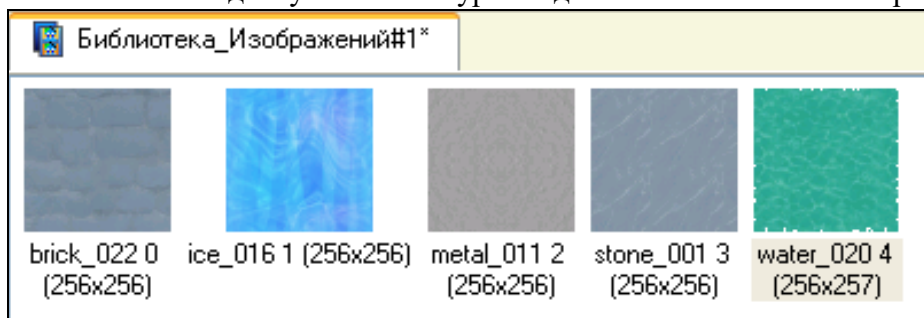 Библиотека_Изображений#1*
brick_022 0
(256x256)
ice_016 1 (256x256)
metal_011 2
(256x256)
stone_001 3
(256x256)
water_020 4
(256x257)